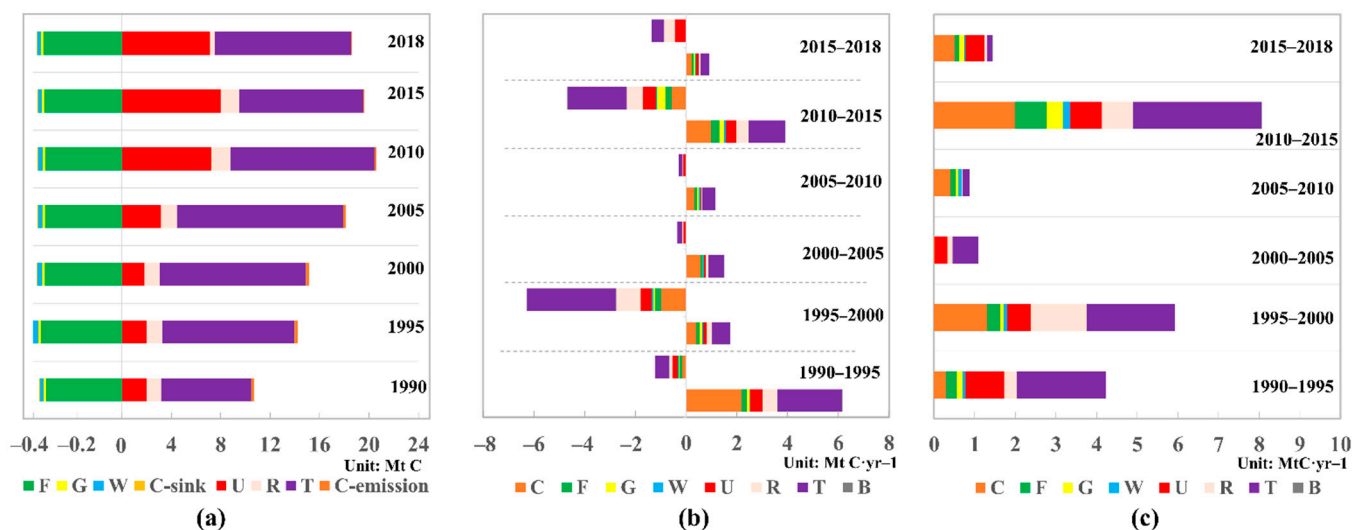 2018
2015
2010
2005
2000
1995
1990
–0.4 –0.2 0 4 8 12 16 20 24
Unit: Mt C
F G W C-sink U R T C-emission
(a)
2015–2018
2010–2015
2005–2010
2000–2005
1995–2000
1990–1995
–8 –6 –4 –2 0 2 4 6 8
Unit: Mt C·yr–1
C F G W U R T B
(b)
2015–2018
2010–2015
2005–2010
2000–2005
1995–2000
1990–1995
0 1 2 3 4 5 6 7 8 9 10
Unit: MtC·yr–1
C F G W U R T B
(c)